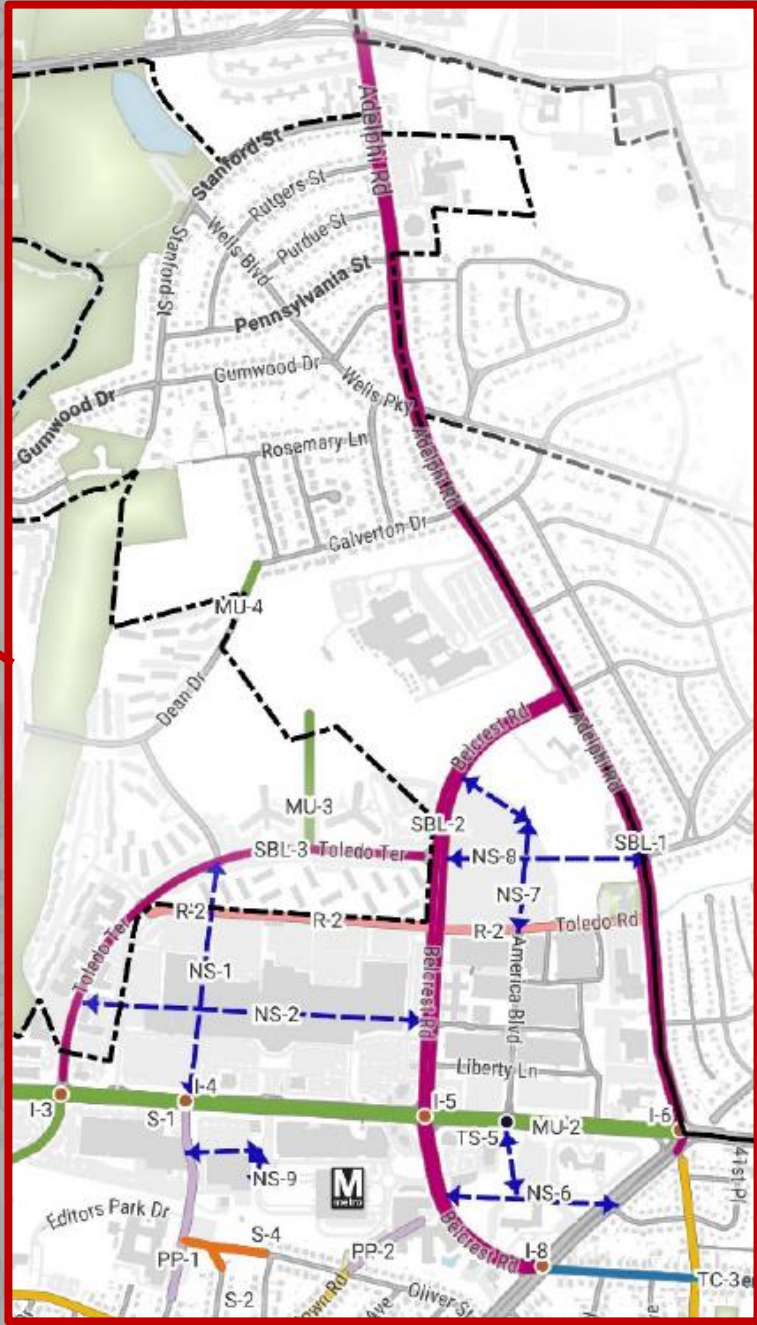 Adelphi Rd
Stanford St
Rutgers St
Wells Blvd
Purdue St
Stanford St
Pennsylvania St
Gumwood Dr
Wells Pky
Gumwood Dr
Adelphi Rd
Rosemary Ln
Calverton Dr
MU-4
Dean Dr
Belcrest Rd
Adelphi Rd
MU-3
SBL-2
SBL-1
SBL-3 Toledo Ter
NS-8
NS-7
R-2
R-2
R-2
Toledo Rd
Toledo Ter
NS-1
America Blvd
Belcrest Rd
NS-2
Liberty Ln
I-3
I-4
S-1
I-5
TS-5
MU-2
I-6
41st Pl
NS-9
M
metro
NS-6
Editors Park Dr
S-4
PP-1
PP-2
Belcrest Rd
I-8
TC-3
S-2
own Rd
Ave
Oliver St